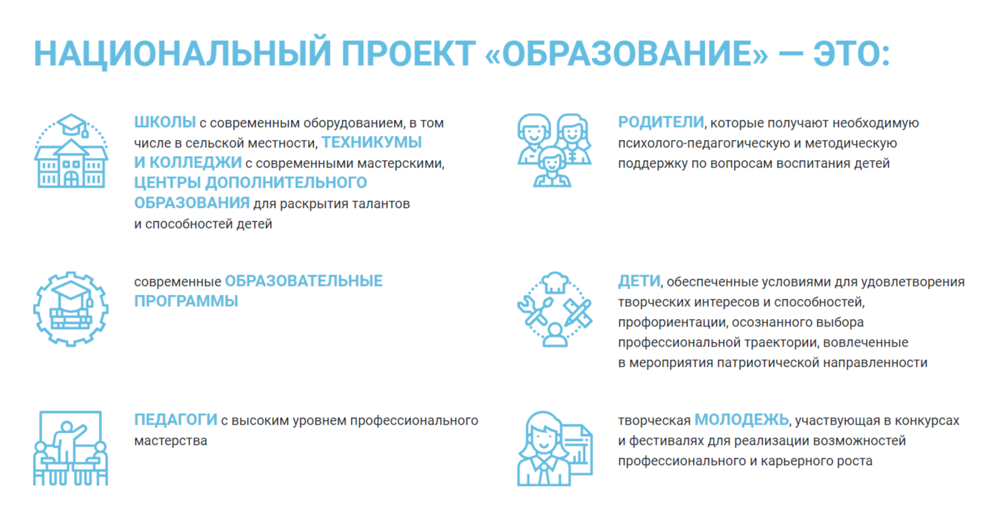 НАЦИОНАЛЬНЫЙ ПРОЕКТ «ОБРАЗОВАНИЕ» — ЭТО:
ШКОЛЫ с современным оборудованием, в том
числе в сельской местности, ТЕХНИКУМЫ
И КОЛЛЕДЖИ с современными мастерскими,
ЦЕНТРЫ ДОПОЛНИТЕЛЬНОГО
ОБРАЗОВАНИЯ для раскрытия талантов
и способностей детей
РОДИТЕЛИ, которые получают необходимую
психолого-педагогическую и методическую
поддержку по вопросам воспитания детей
современные ОБРАЗОВАТЕЛЬНЫЕ
ПРОГРАММЫ
ДЕТИ, обеспеченные условиями для удовлетворения
творческих интересов и способностей,
профориентации, осознанного выбора
профессиональной траектории, вовлеченные
в мероприятия патриотической направленности
ПЕДАГОГИ с высоким уровнем профессионального
мастерства
творческая МОЛОДЕЖЬ, участвующая в конкурсах
и фестивалях для реализации возможностей
профессионального и карьерного роста